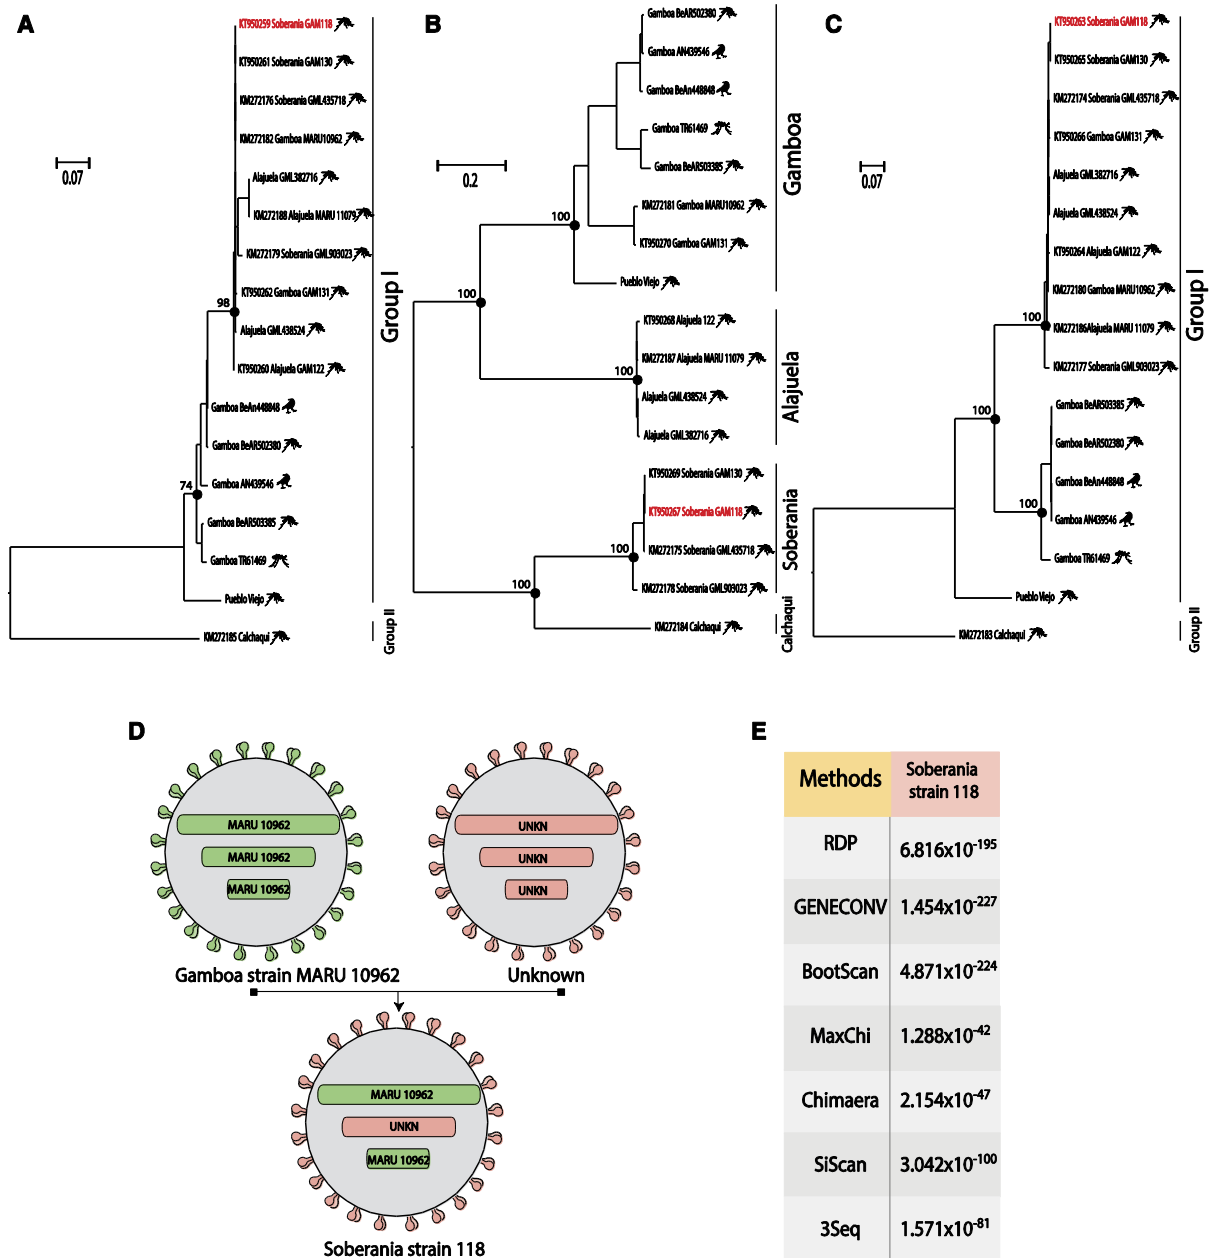 A
KT950259 Soberania GAM118
KT950261 Soberania GAM130
KM272176 Soberania GML435718
KM272182 Gamboa MARU10962
0.07
Alajuela GML382716
KM272188 Alajuela MARU 11079
KM272179 Soberania GML903023
KT950262 Gamboa GAM131
98
Alajuela GML438524
KT950260 Alajuela GAM122
Gamboa BeAn448848
Gamboa BeAR502380
Gamboa AN439546
74
Gamboa BeAR503385
Gamboa TR61469
Pueblo Viejo
KM272185 Calchaqui
Group I
Group II
B
Gamboa BeAR502380
Gamboa AN439546
Gamboa BeAn448848
Gamboa TR61469
Gamboa BeAR503385
0.2
KM272181 Gamboa MARU10962
100
KT950270 Gamboa GAM131
Pueblo Viejo
100
KT950268 Alajuela 122
KM272187 Alajuela MARU 11079
100
Alajuela GML438524
Alajuela GML382716
KT950269 Soberania GAM130
KT950267 Soberania GAM118
100
KM272175 Soberania GML435718
100
KM272178 Soberania GML903023
KM272184 Calchaqui
Gamboa
Alajuela
Soberania
Calchaqui
C
KT950263 Soberania GAM118
KT950265 Soberania GAM130
KM272174 Soberania GML435718
KT950266 Gamboa GAM131
0.07
Alajuela GML382716
Alajuela GML438524
KT950264 Alajuela GAM122
KM272180 Gamboa MARU10962
100
KM272186Alajuela MARU 11079
KM272177 Soberania GML903023
100
Gamboa BeAR503385
Gamboa BeAR502380
Gamboa BeAn448848
100
Gamboa AN439546
Gamboa TR61469
Pueblo Viejo
KM272183 Calchaqui
Group I
Group II
D
MARU 10962
MARU 10962
MARU 10962
Gamboa strain MARU 10962
UNKN
UNKN
UNKN
Unknown
MARU 10962
UNKN
MARU 10962
Soberania strain 118
E
Methods
Soberania
strain 118
RDP 6.816x10-195
GENECONV 1.454x10-227
BootScan 4.871x10-224
MaxChi 1.288x10-42
Chimaera 2.154x10-47
SiScan 3.042x10-100
3Seq 1.571x10-81